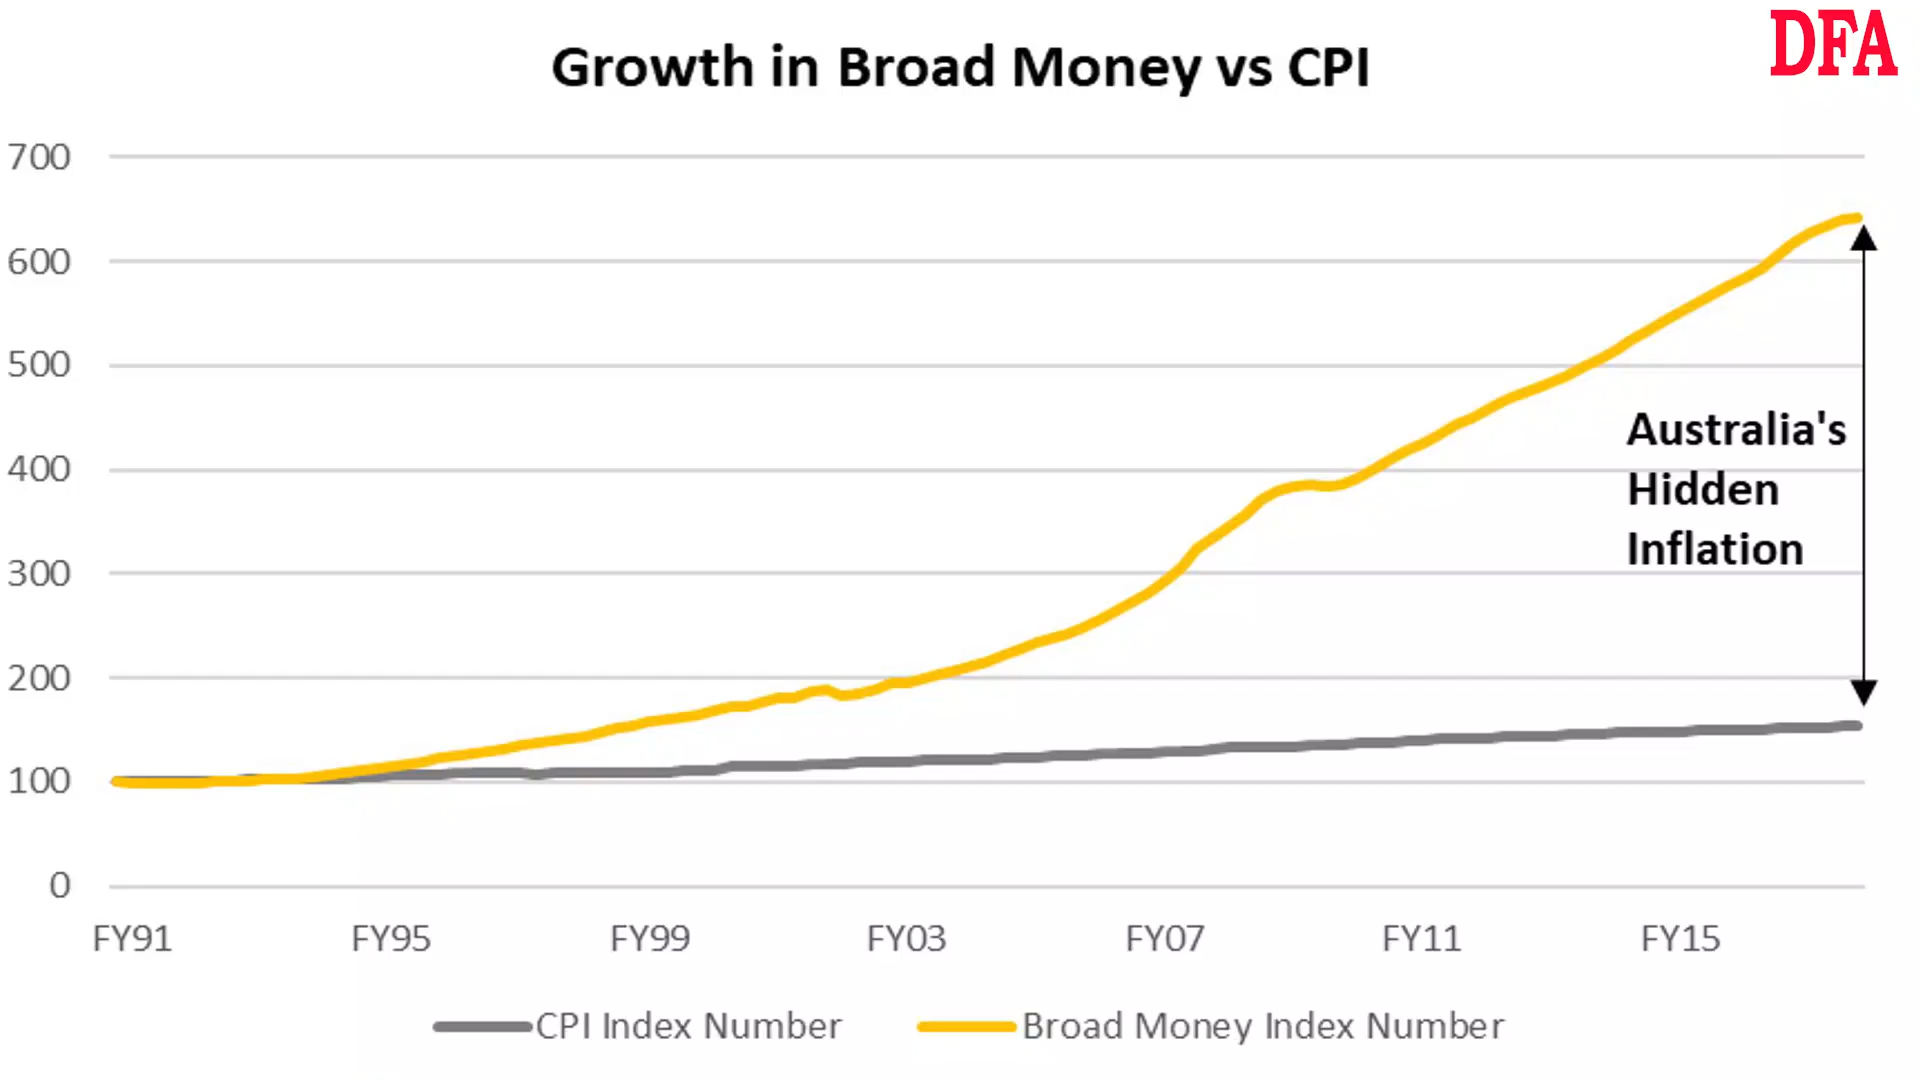 DFA
Growth in Broad Money vs CPI
700
600
500
400
300
200
100
0
Australia's
Hidden
Inflation
FY91 FY95 FY99 FY03 FY07 FY11 FY15
CPI Index Number Broad Money Index Number